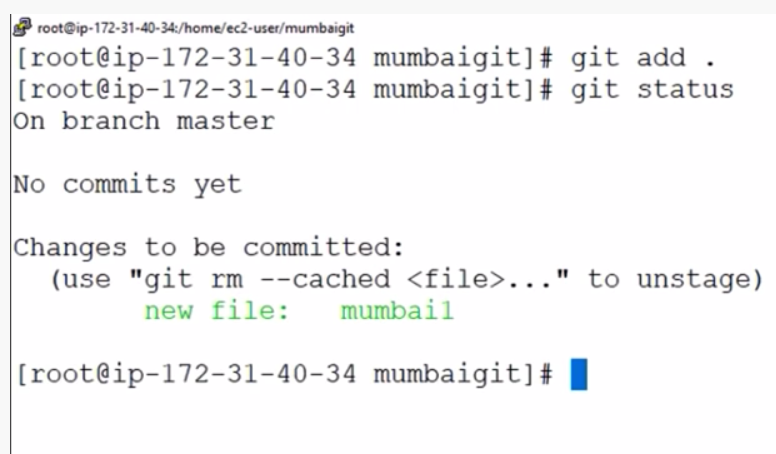 root@ip-172-31-40-34:/home/ec2-user/mumbaigit
[root@ip-172-31-40-34 mumbaigit]# git add .
[root@ip-172-31-40-34 mumbaigit]# git status
On branch master
No commits yet
Changes to be committed:
(use "git rm --cached <file>..." to unstage)
new file: mumbai1
[root@ip-172-31-40-34 mumbaigit]#